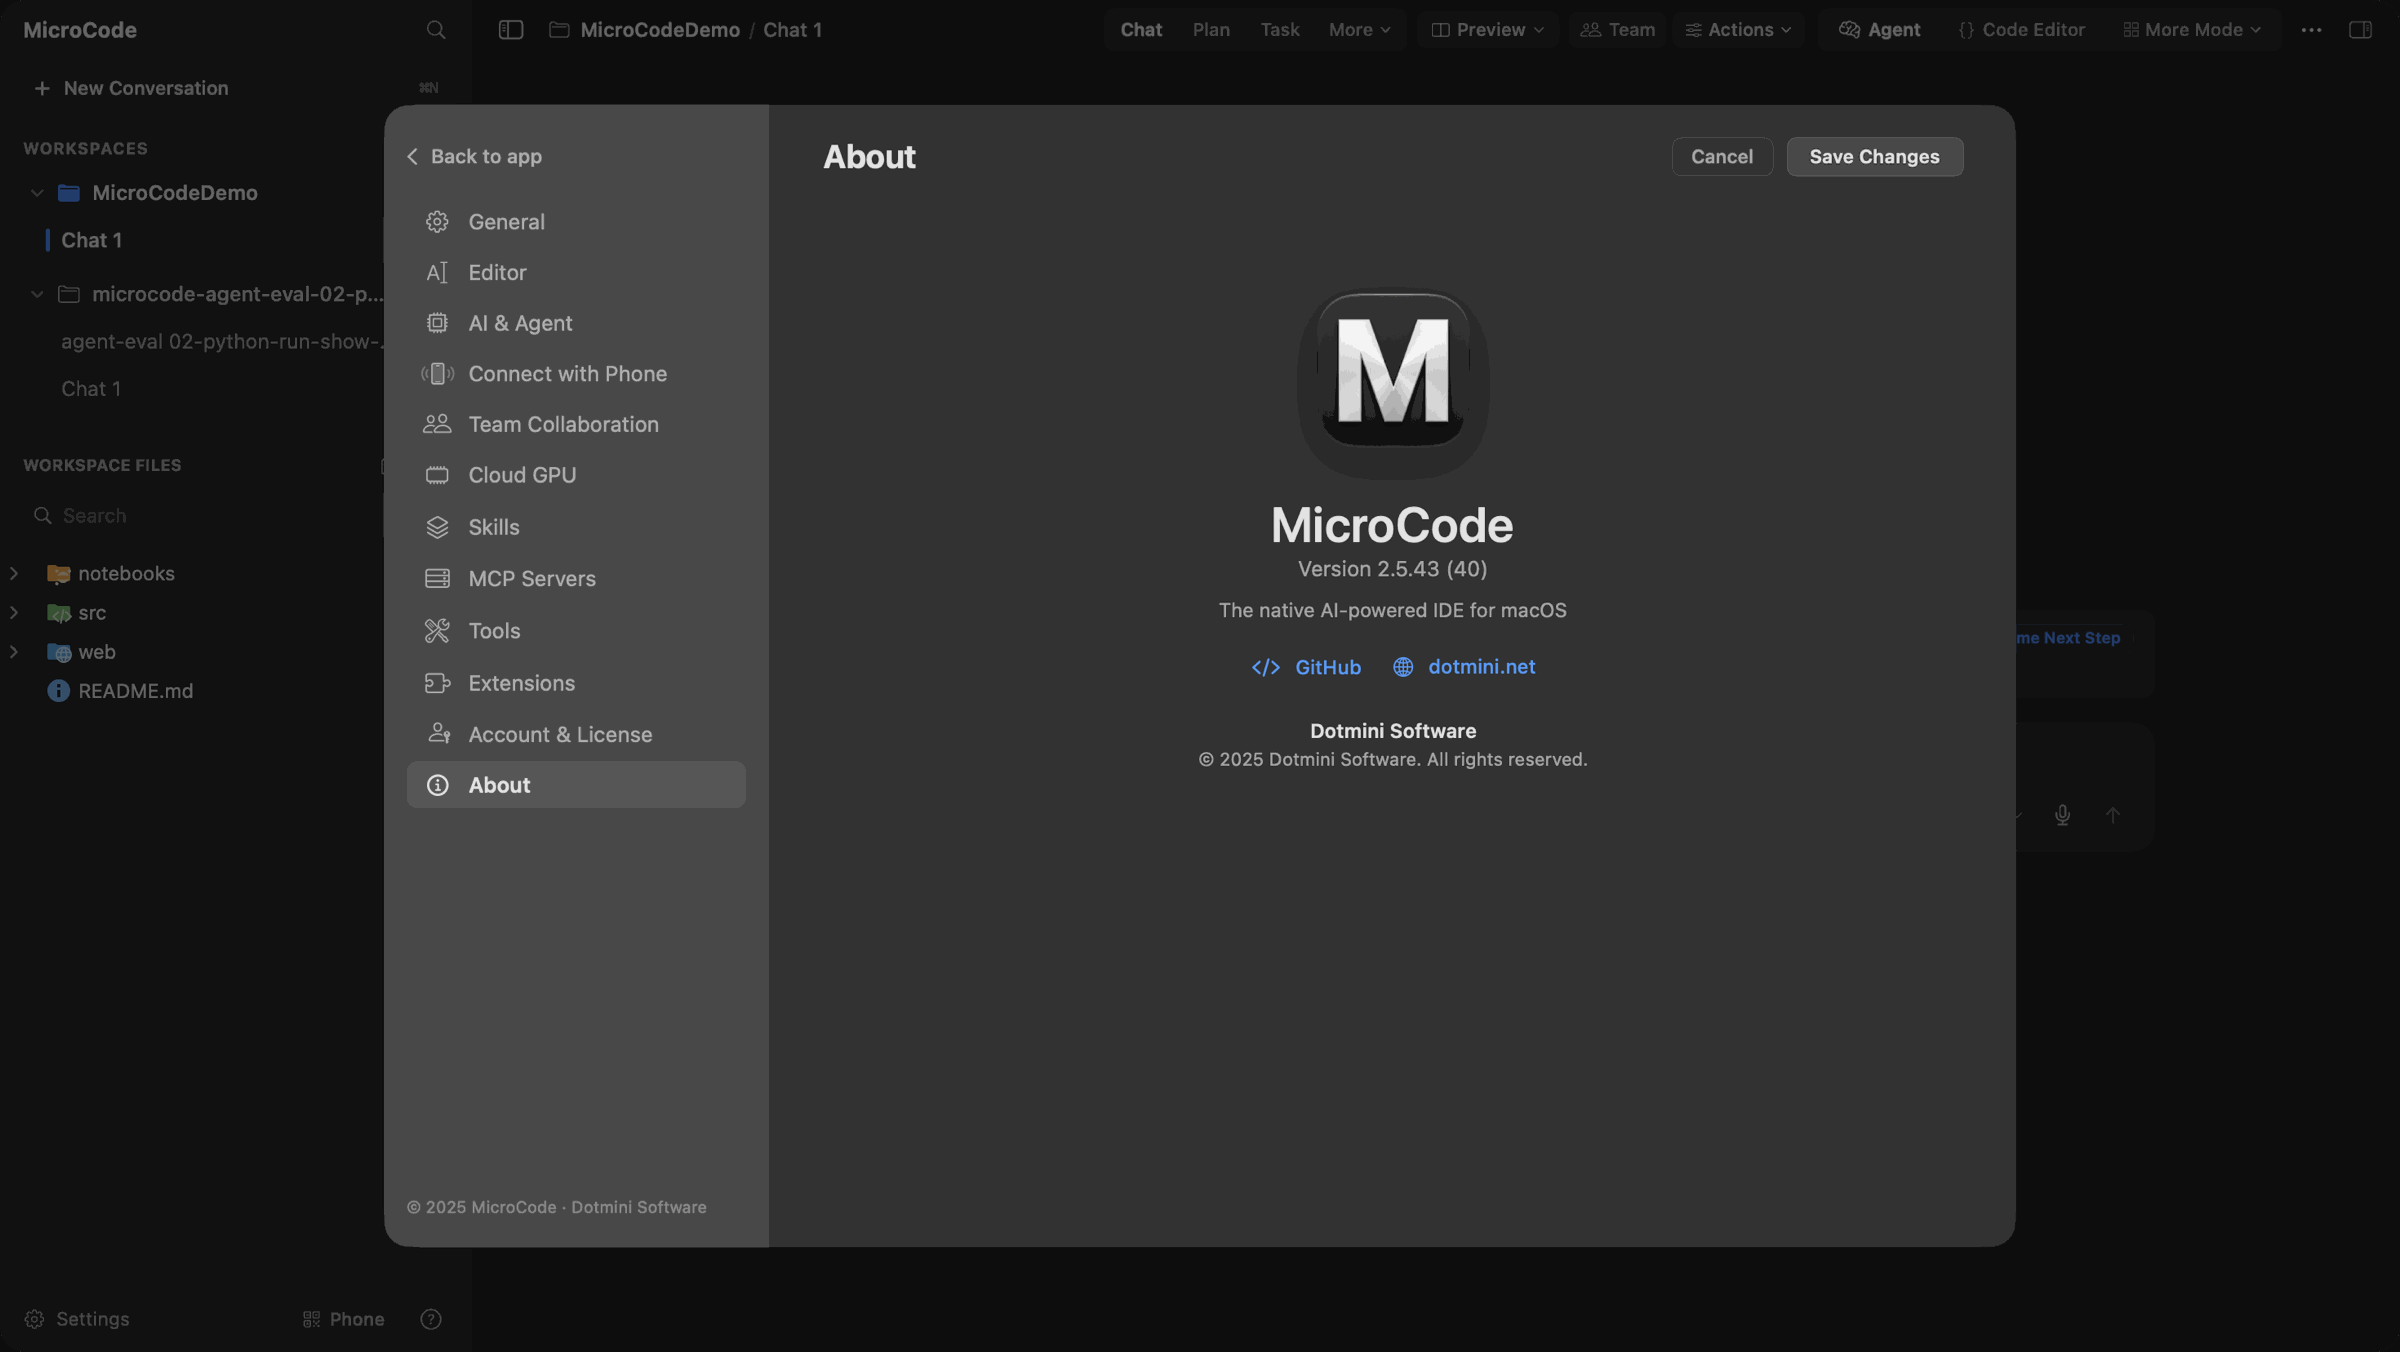 MicroCode
MicroCodeDemo / Chat 1
Chat
Plan
Task
More
Preview
Team
Actions
Agent
Code Editor
More Mode
New Conversation
⌘N
WORKSPACES
MicroCodeDemo
Chat 1
microcode-agent-eval-02-p...
agent-eval 02-python-run-show-
Chat 1
WORKSPACE FILES
Search
notebooks
src
web
README.md
Settings
Phone
Back to app
General
Editor
AI & Agent
Connect with Phone
Team Collaboration
Cloud GPU
Skills
MCP Servers
Tools
Extensions
Account & License
About
© 2025 MicroCode · Dotmini Software
About
Cancel
Save Changes
M
MicroCode
Version 2.5.43 (40)
The native AI-powered IDE for macOS
</> GitHub
dotmini.net
Dotmini Software
© 2025 Dotmini Software. All rights reserved.
me Next Step